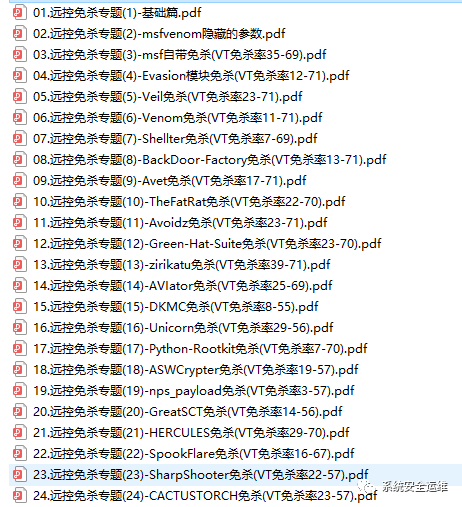 01.远控免杀专题(1)-基础篇.pdf
02.远控免杀专题(2)-msfvenom隐藏的参数.pdf
03.远控免杀专题(3)-msf自带免杀(VT免杀率35-69).pdf
04.远控免杀专题(4)-Evasion模块免杀(VT免杀率12-71).pdf
05.远控免杀专题(5)-Veil免杀(VT免杀率23-71).pdf
06.远控免杀专题(6)-Venom免杀(VT免杀率11-71).pdf
07.远控免杀专题(7)-Shellter免杀(VT免杀率7-69).pdf
08.远控免杀专题(8)-BackDoor-Factory免杀(VT免杀率13-71).pdf
09.远控免杀专题(9)-Avet免杀(VT免杀率17-71).pdf
10.远控免杀专题(10)-TheFatRat免杀(VT免杀率22-70).pdf
11.远控免杀专题(11)-Avoidz免杀(VT免杀率23-71).pdf
12.远控免杀专题(12)-Green-Hat-Suite免杀(VT免杀率23-70).pdf
13.远控免杀专题(13)-zirikatu免杀(VT免杀率39-71).pdf
14.远控免杀专题(14)-AVIator免杀(VT免杀率25-69).pdf
15.远控免杀专题(15)-DKMC免杀(VT免杀率8-55).pdf
16.远控免杀专题(16)-Unicorn免杀(VT免杀率29-56).pdf
17.远控免杀专题(17)-Python-Rootkit免杀(VT免杀率7-70).pdf
18.远控免杀专题(18)-ASWCrypter免杀(VT免杀率19-57).pdf
19.远控免杀专题(19)-nps_payload免杀(VT免杀率3-57).pdf
20.远控免杀专题(20)-GreatSCT免杀(VT免杀率14-56).pdf
21.远控免杀专题(21)-HERCULES免杀(VT免杀率29-70).pdf
22.远控免杀专题(22)-SpookFlare免杀(VT免杀率16-67).pdf
23.远控免杀专题(23)-SharpShooter免杀(VT免杀率22-57).pdf
24.远控免杀专题(24)-CACTUSTORCH免杀(VT免杀率23-57).pdf
系统安全运维